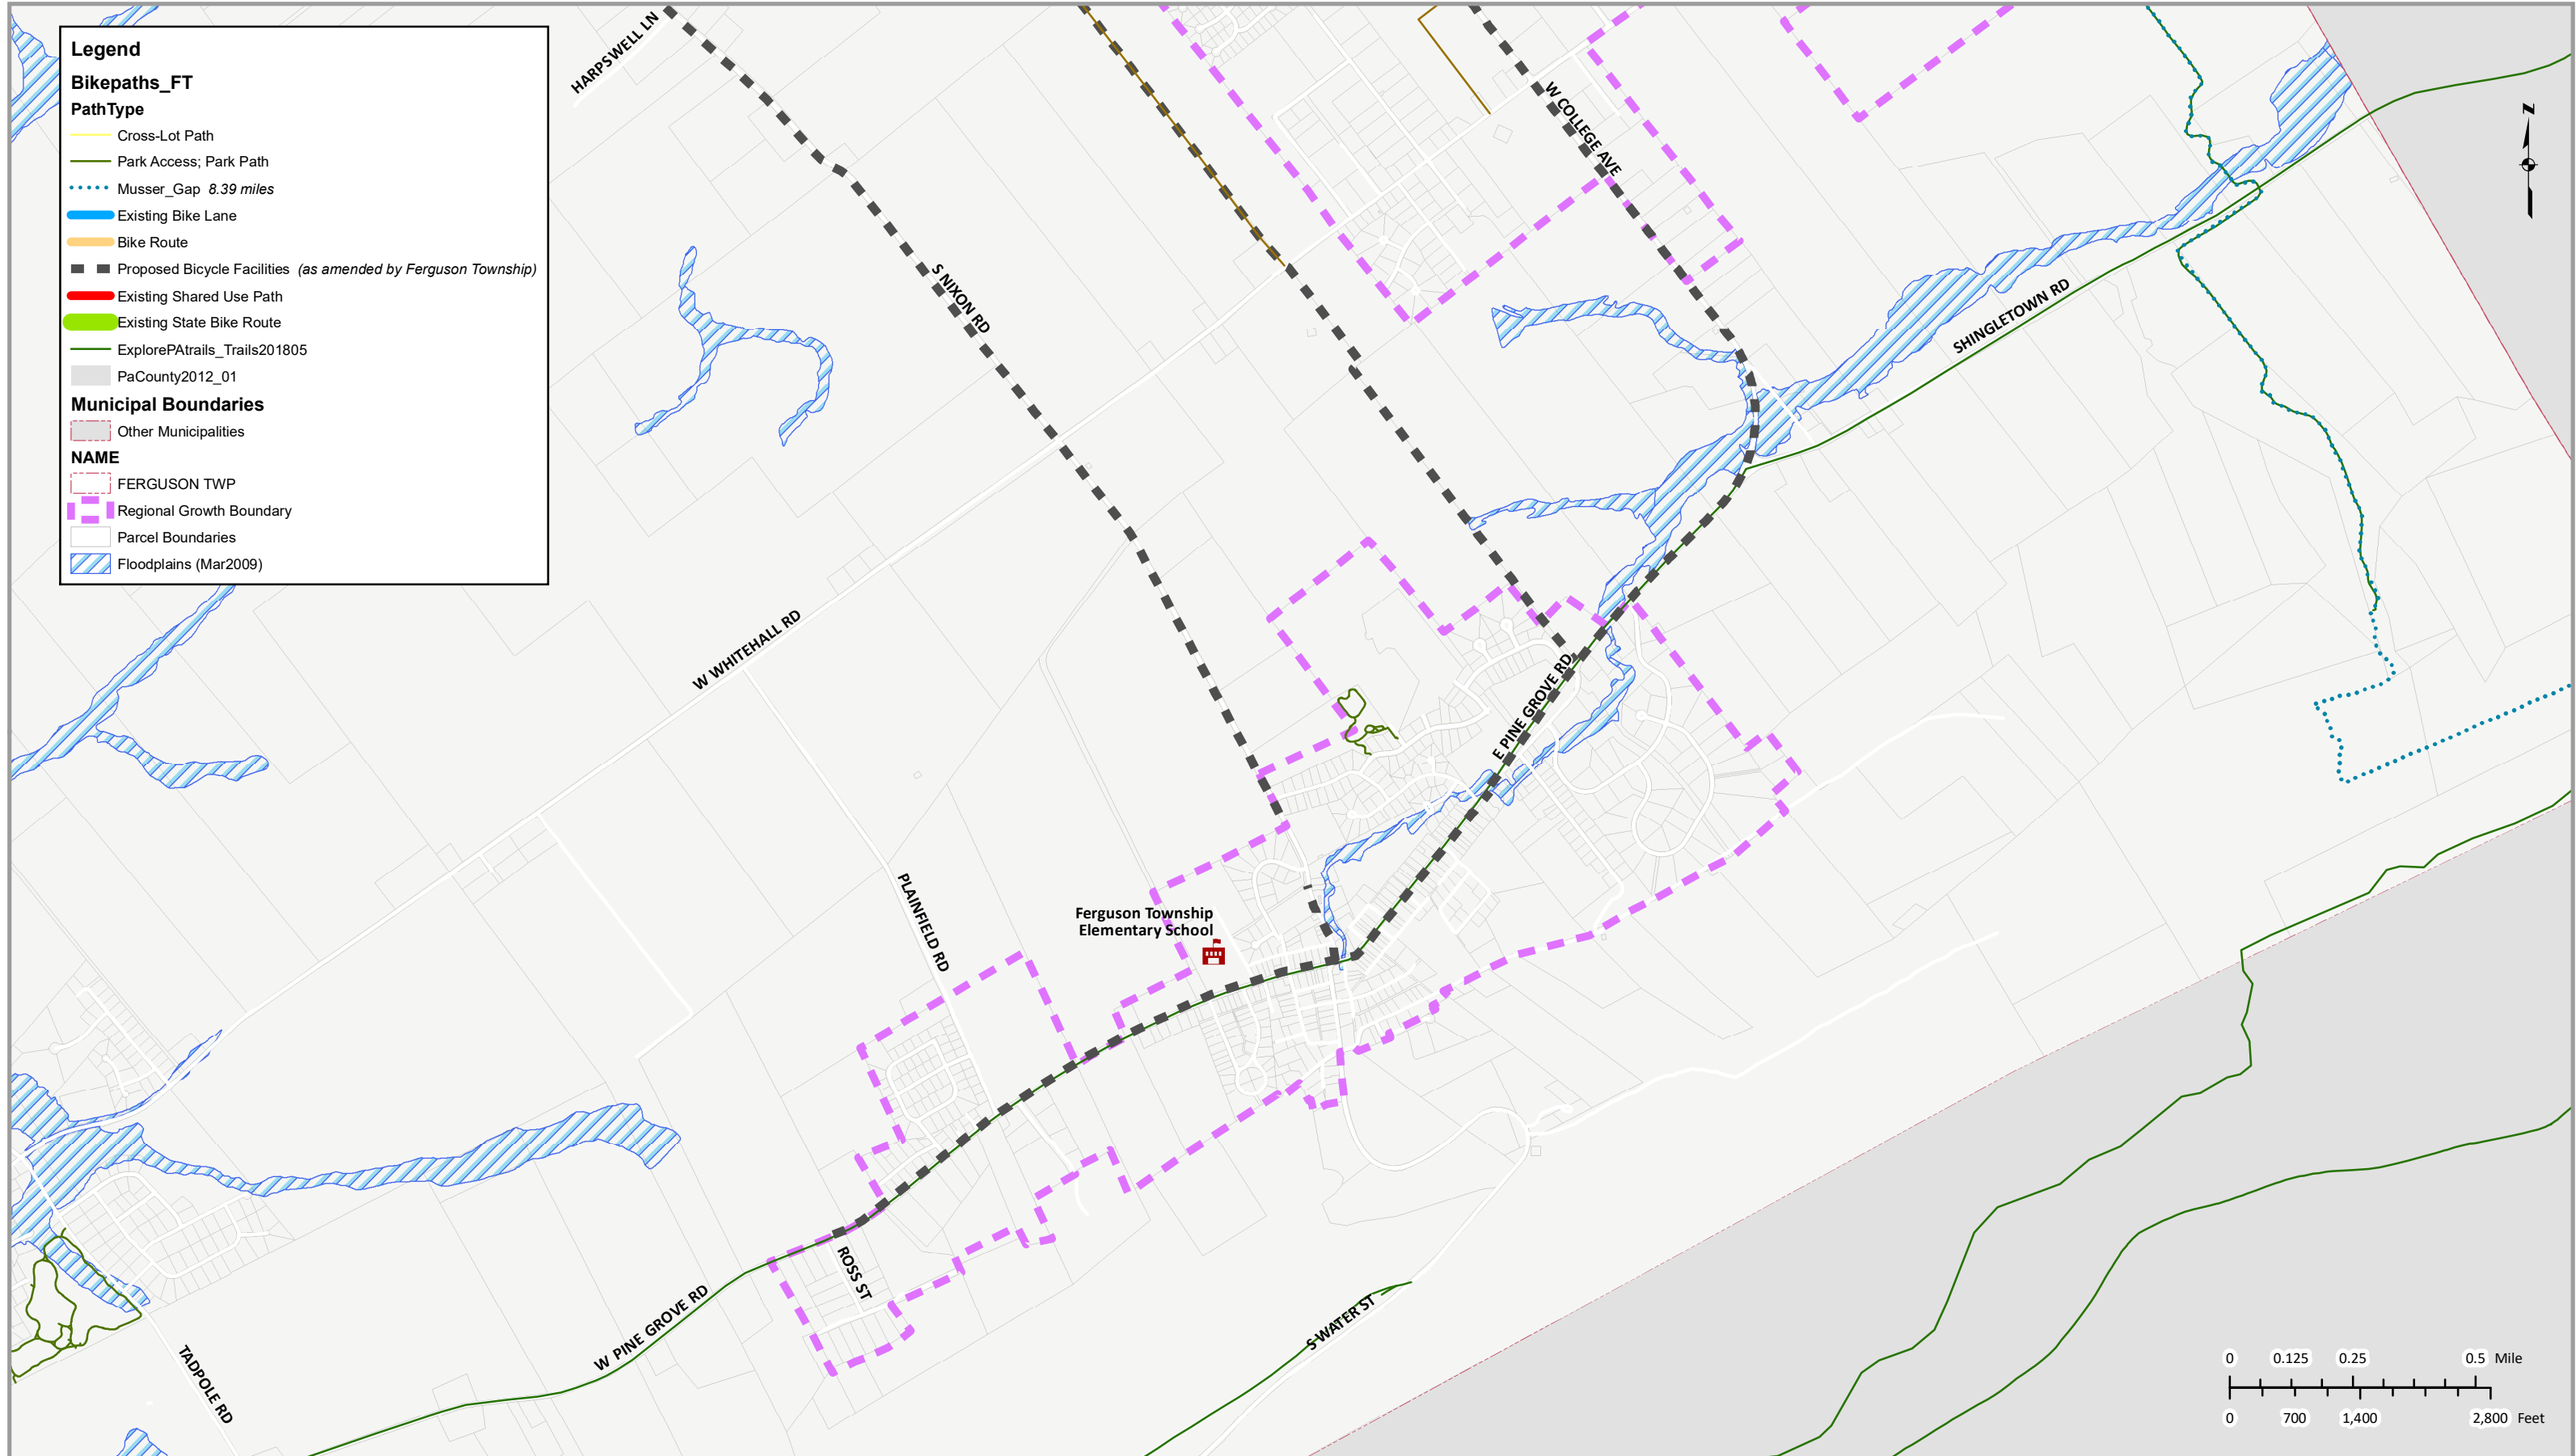 Legend
Bikepaths_FT
PathType
Cross-Lot Path
Park Access; Park Path
Musser_Gap 8.39 miles
Existing Bike Lane
Bike Route
Proposed Bicycle Facilities (as amended by Ferguson Township)
Existing Shared Use Path
Existing State Bike Route
ExplorePAtrails_Trails201805
PaCounty2012_01
Municipal Boundaries
Other Municipalities
NAME
FERGUSON TWP
Regional Growth Boundary
Parcel Boundaries
Floodplains (Mar2009)
HARPSWELL LN
W COLLEGE AVE
N
S NIXON RD
SHINGLETOWN RD
W WHITEHALL RD
E PINE GROVE RD
PLAINFIELD RD
Ferguson Township
Elementary School
ROSS ST
W PINE GROVE RD
S WATER ST
TADPOLE RD
0 0.125 0.25 0.5 Mile
0 700 1,400 2,800 Feet